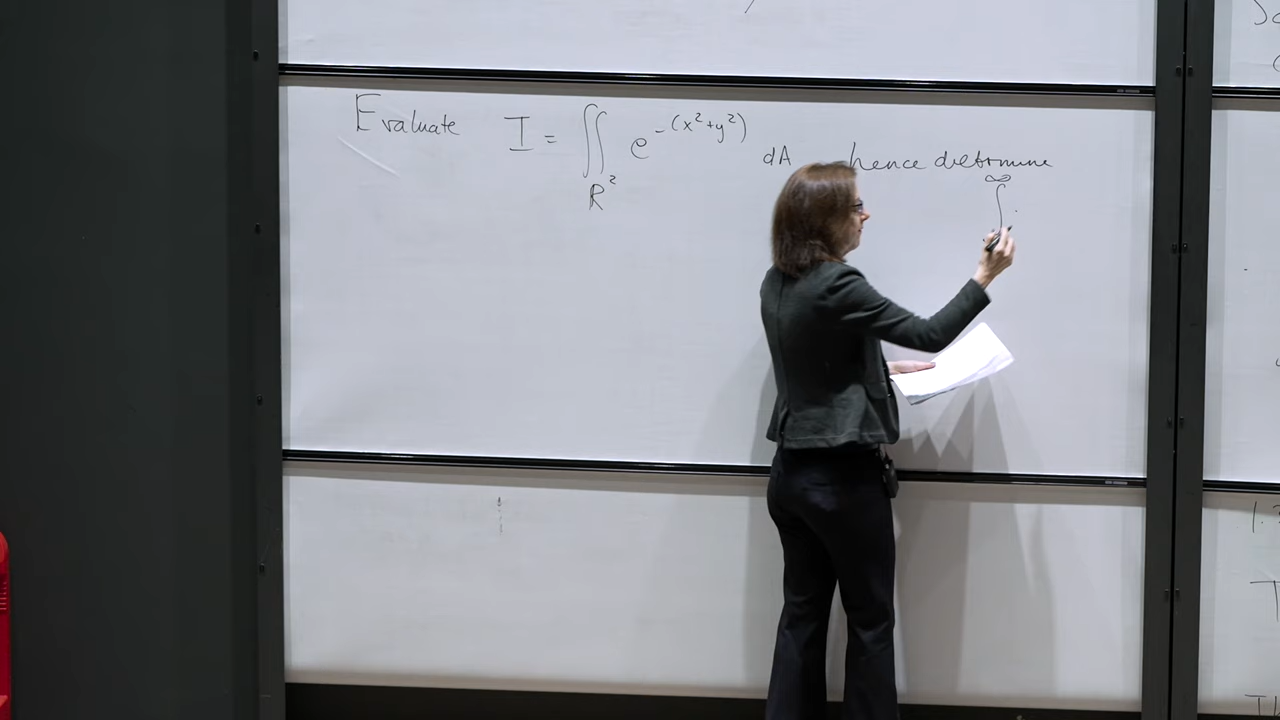 Evaluate I = ∬_{R²} e^{-(x²+y²)} dA hence determine
∞
∫